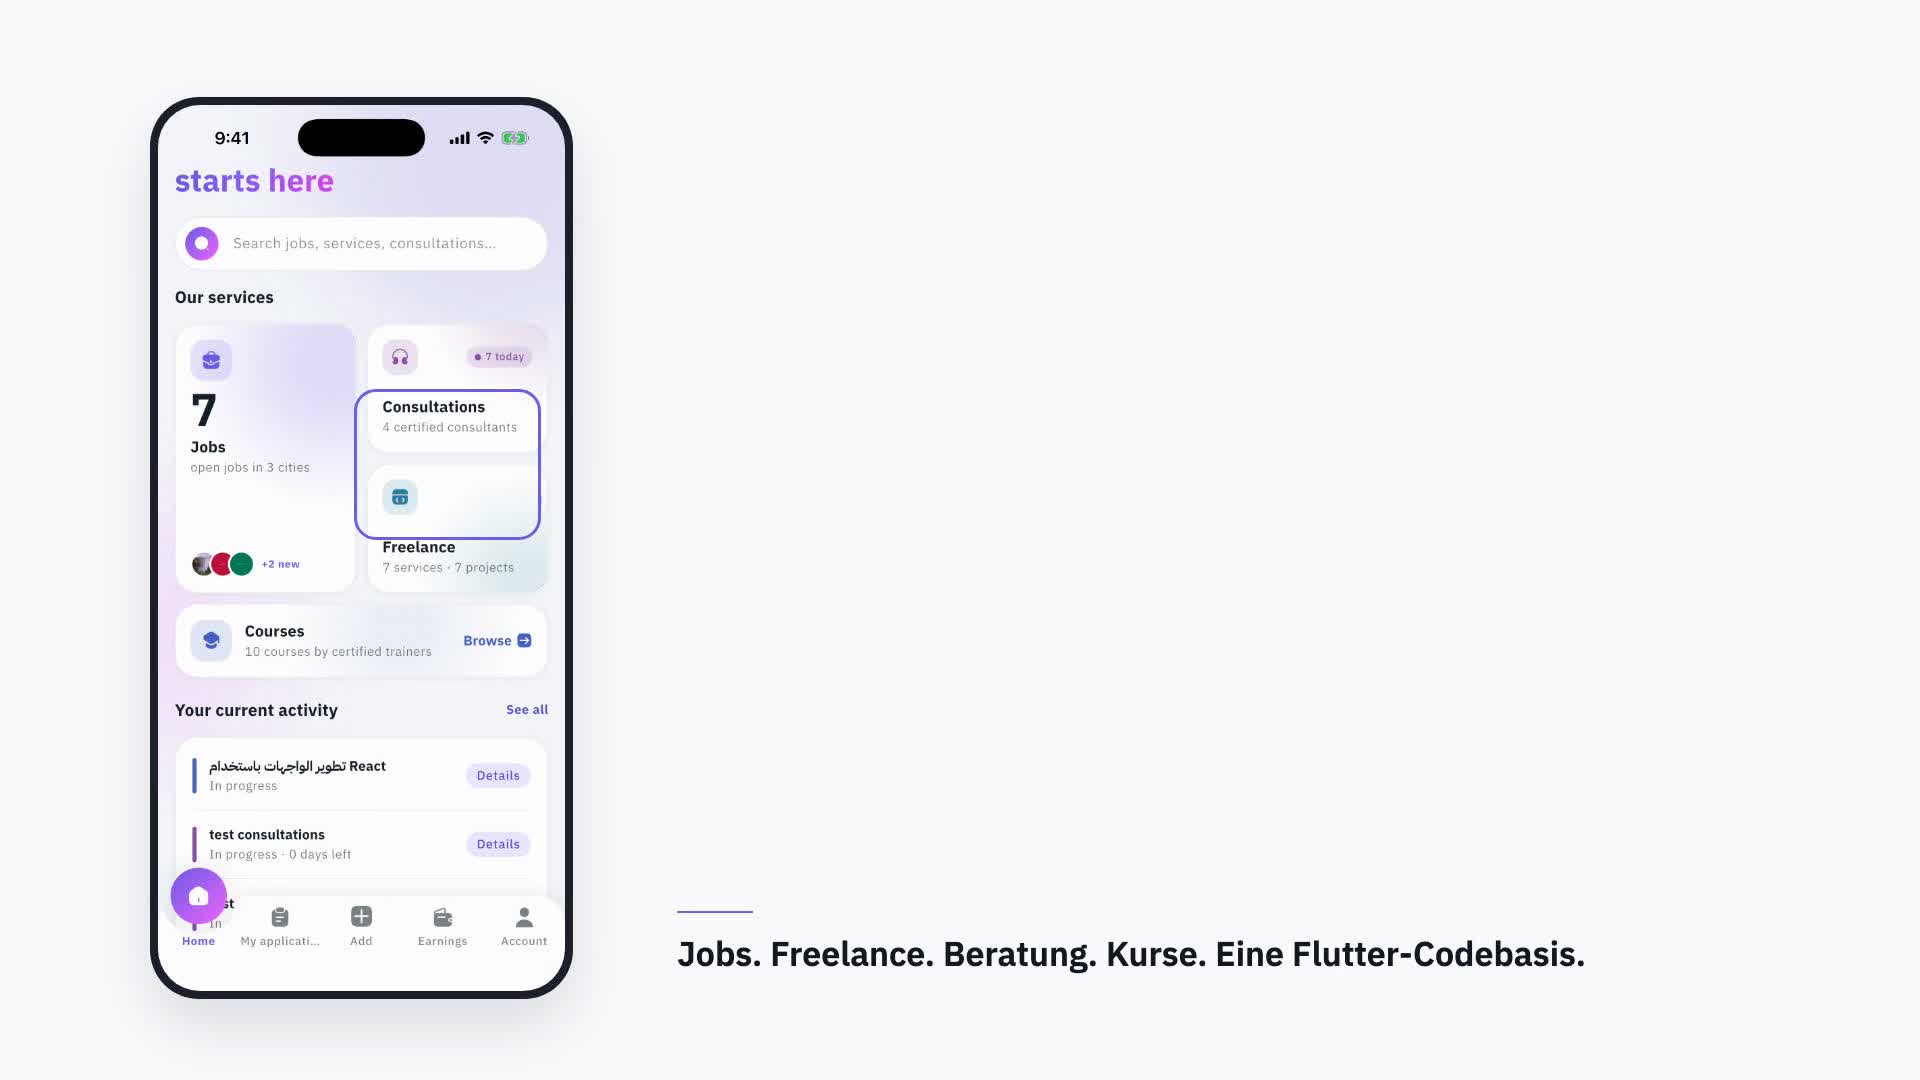 9:41
starts here
Search jobs, services, consultations...
Our services
7
Jobs
open jobs in 3 cities
+2 new
7 today
Consultations
4 certified consultants
Freelance
7 services · 7 projects
Courses
10 courses by certified trainers
Browse
Your current activity
See all
تطوير الواجهات باستخدام React
In progress
Details
test consultations
In progress · 0 days left
Details
st
In
Home
My applicati...
Add
Earnings
Account
Jobs. Freelance. Beratung. Kurse. Eine Flutter-Codebasis.